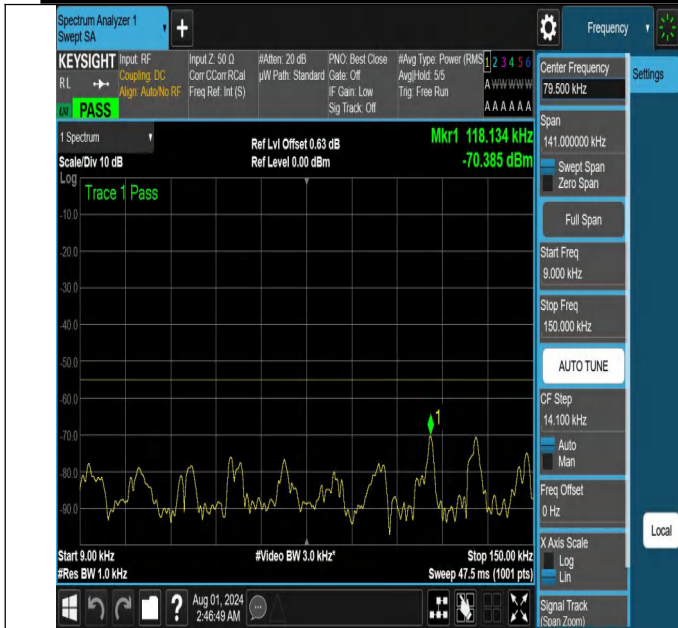 Spectrum Analyzer 1
Swept SA
+
Frequency
KEYSIGHT
RL
PASS
Input: RF
Coupling: DC
Align: Auto/No RF
Input Z: 50 Ω
Corr CCorr RCal
Freq Ref: Int (S)
#Atten: 20 dB
µW Path: Standard
PNO: Best Close
Gate: Off
IF Gain: Low
Sig Track: Off
#Avg Type: Power (RMS
Avg|Hold: 5/5
Trig: Free Run
1 2 3 4 5 6
A W W W W W
A A A A A A
1 Spectrum
Scale/Div 10 dB
Ref Lvl Offset 0.63 dB
Ref Level 0.00 dBm
Mkr1 118.134 kHz
-70.385 dBm
Log
Trace 1 Pass
-10.0
-20.0
-30.0
-40.0
-50.0
-60.0
-70.0
-80.0
-90.0
1
Start 9.00 kHz
#Res BW 1.0 kHz
#Video BW 3.0 kHz*
Stop 150.00 kHz
Sweep 47.5 ms (1001 pts)
Center Frequency
79.500 kHz
Settings
Span
141.000000 kHz
Swept Span
Zero Span
Full Span
Start Freq
9.000 kHz
Stop Freq
150.000 kHz
AUTO TUNE
CF Step
14.100 kHz
Auto
Man
Freq Offset
0 Hz
X Axis Scale
Log
Lin
Local
Signal Track
(Span Zoom)
?
Aug 01, 2024
2:46:49 AM